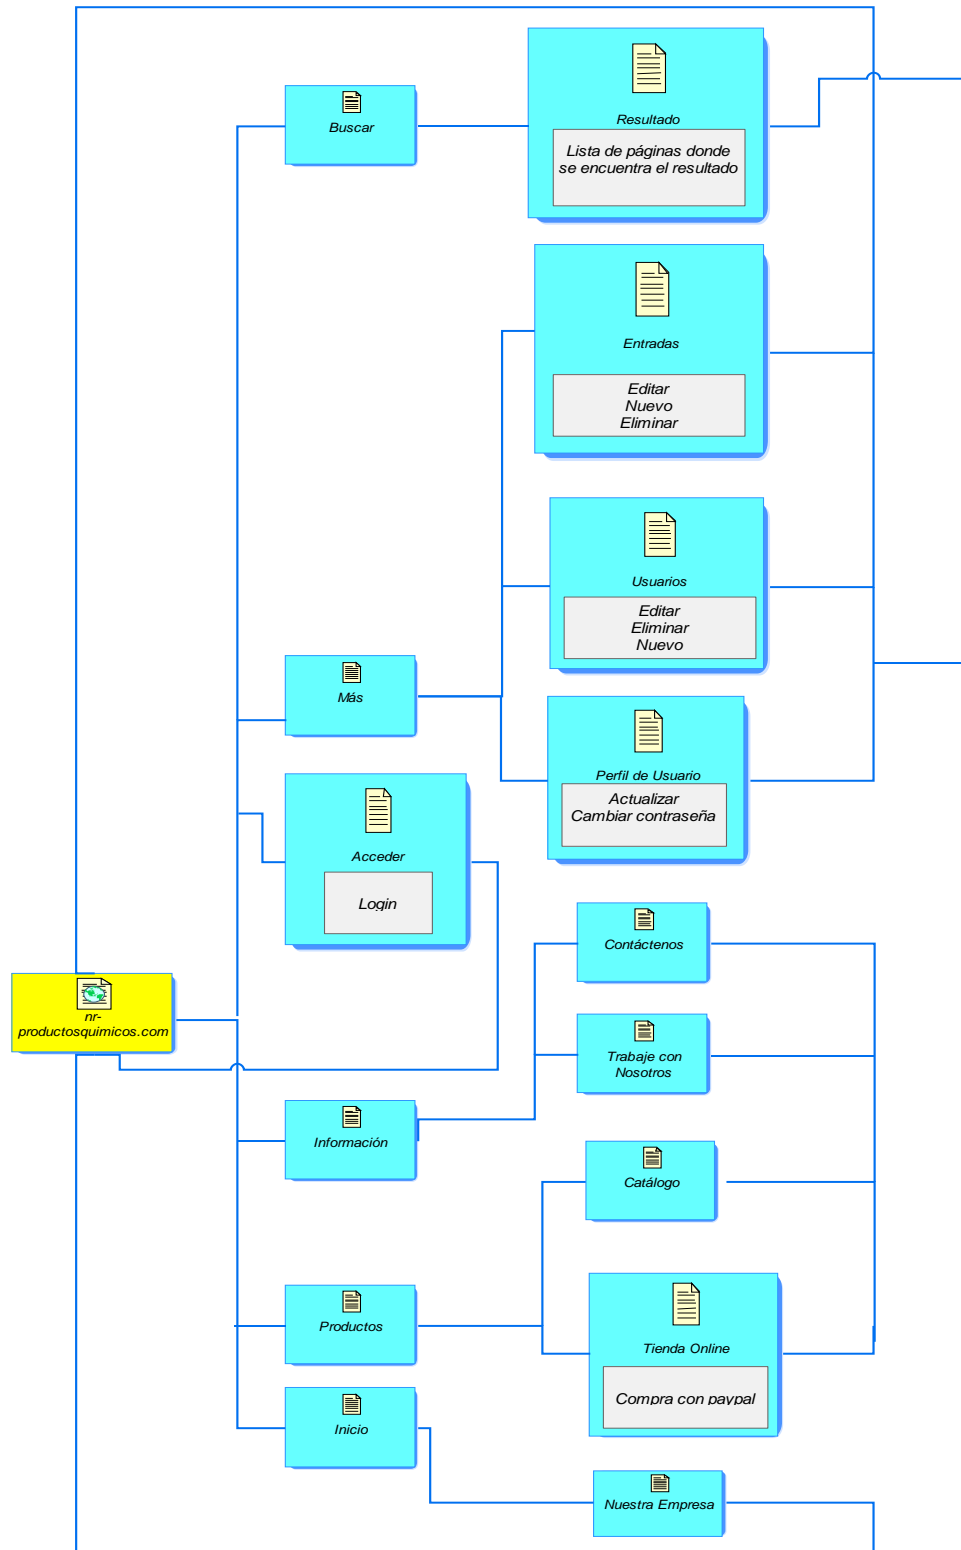 Buscar
Resultado
Lista de páginas donde
se encuentra el resultado
Entradas
Editar
Nuevo
Eliminar
Usuarios
Editar
Eliminar
Nuevo
Más
Perfil de Usuario
Actualizar
Cambiar contraseña
Acceder
Login
Contáctenos
nr-
productosquimicos.com
Trabaje con
Nosotros
Información
Catálogo
Productos
Tienda Online
Compra con paypal
Inicio
Nuestra Empresa